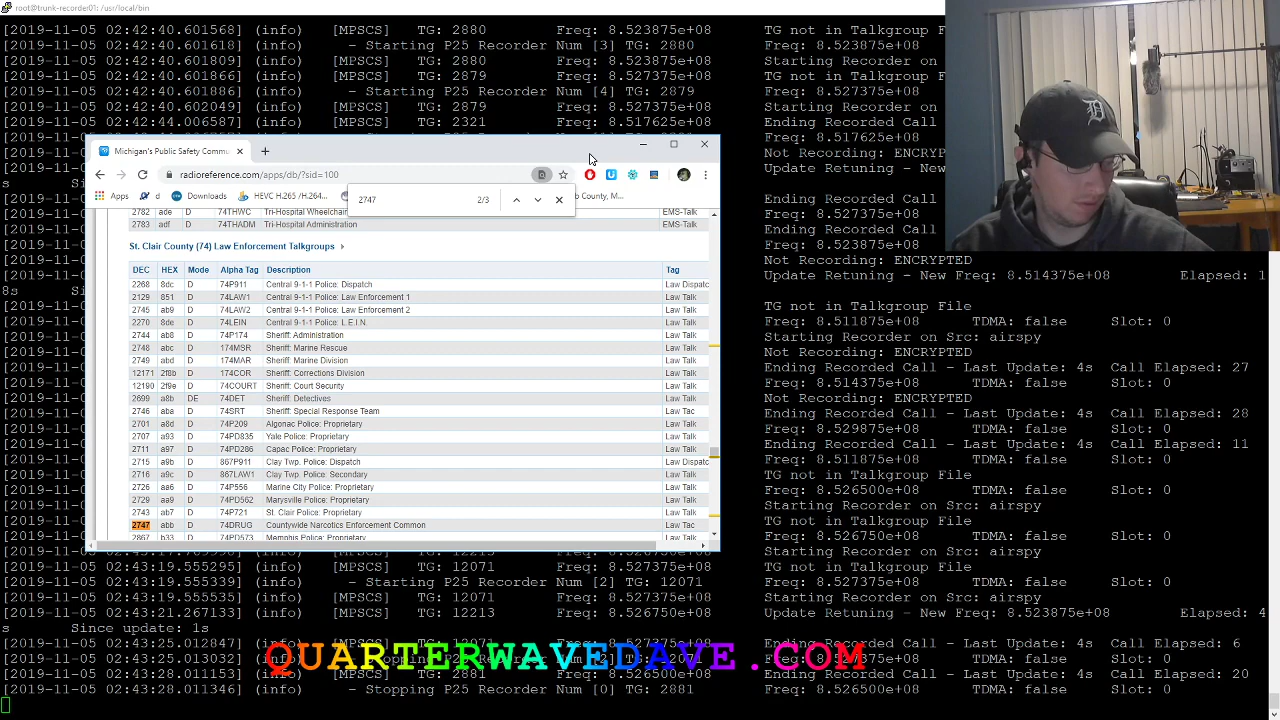 root@trunk-recorder01: /usr/local/bin
[2019-11-05 02:42:40.601568] (info) [MPSCS] TG: 2880 Freq: 8.523875e+08 TG not in Talkgroup F
[2019-11-05 02:42:40.601618] (info) - Starting P25 Recorder Num [3] TG: 2880 Freq: 8.523875e+08
[2019-11-05 02:42:40.601809] (info) [MPSCS] TG: 2880 Freq: 8.523875e+08 Starting Recorder on
[2019-11-05 02:42:40.601866] (info) [MPSCS] TG: 2879 Freq: 8.527375e+08 TG not in Talkgroup F
[2019-11-05 02:42:40.601886] (info) - Starting P25 Recorder Num [4] TG: 2879 Freq: 8.527375e+08
[2019-11-05 02:42:40.602049] (info) [MPSCS] TG: 2879 Freq: 8.527375e+08 Starting Recorder on
[2019-11-05 02:42:44.006587] (info) [MPSCS] TG: 2321 Freq: 8.517625e+08 Ending Recorded Call
Freq: 8.517625e+08
Not Recording: ENCRYP
s Since
Michigan's Public Safety Commu
radioreference.com/apps/db/?sid=100
Apps Downloads HEVC H.265 /H.264... County, M...
2747 2/3
2782 ade D 74THWC Tri-Hospital Wheelchair EMS-Talk
2783 adf D 74THADM Tri-Hospital Administration EMS-Talk
St. Clair County (74) Law Enforcement Talkgroups
DEC HEX Mode Alpha Tag Description Tag
2268 8dc D 74P911 Central 9-1-1 Police: Dispatch Law Dispatc
2129 851 D 74LAW1 Central 9-1-1 Police: Law Enforcement 1 Law Talk
2745 ab9 D 74LAW2 Central 9-1-1 Police: Law Enforcement 2 Law Talk
2270 8de D 74LEIN Central 9-1-1 Police: L.E.I.N. Law Talk
2744 ab8 D 74P174 Sheriff: Administration Law Talk
2748 abc D 174MSR Sheriff: Marine Rescue Law Talk
2749 abd D 174MAR Sheriff: Marine Division Law Talk
12171 2f8b D 174COR Sheriff: Corrections Division Law Talk
12190 2f9e D 74COURT Sheriff: Court Security Law Talk
2699 a8b DE 74DET Sheriff: Detectives Law Talk
2746 aba D 74SRT Sheriff: Special Response Team Law Tac
2701 a8d D 74P209 Algonac Police: Proprietary Law Talk
2707 a93 D 74PD835 Yale Police: Proprietary Law Talk
2711 a97 D 74PD286 Capac Police: Proprietary Law Talk
2715 a9b D 867P911 Clay Twp. Police: Dispatch Law Dispatc
2716 a9c D 867LAW1 Clay Twp. Police: Secondary Law Talk
2726 aa6 D 74P556 Marine City Police: Proprietary Law Talk
2729 aa9 D 74PD562 Marysville Police: Proprietary Law Talk
2743 ab7 D 74P721 St. Clair Police: Proprietary Law Talk
2747 abb D 74DRUG Countywide Narcotics Enforcement Common Law Tac
2867 b33 D 74PD573 Memphis Police: Proprietary Law Talk
Ending Recorded Call
Freq: 8.529875e+08
Freq: 8.529875e+08
Not Recording: ENCRYPTED
Update Retuning - New Freq: 8.514375e+08 Elapsed: 1
8s
TG not in Talkgroup File
Freq: 8.511875e+08 TDMA: false Slot: 0
Starting Recorder on Src: airspy
Not Recording: ENCRYPTED
Ending Recorded Call - Last Update: 4s Call Elapsed: 27
Freq: 8.514375e+08 TDMA: false Slot: 0
Not Recording: ENCRYPTED
Ending Recorded Call - Last Update: 4s Call Elapsed: 28
Freq: 8.529875e+08 TDMA: false Slot: 0
Ending Recorded Call - Last Update: 4s Call Elapsed: 11
Freq: 8.511875e+08 TDMA: false Slot: 0
TG not in Talkgroup File
Freq: 8.526500e+08 TDMA: false Slot: 0
Starting Recorder on Src: airspy
TG not in Talkgroup File
Freq: 8.526500e+08 TDMA: false Slot: 0
Starting Recorder on Src: airspy
[2019-11-05 02:43:19.555295] (info) [MPSCS] TG: 12071 Freq: 8.527375e+08 TG not in Talkgroup File
[2019-11-05 02:43:19.555339] (info) - Starting P25 Recorder Num [2] TG: 12071 Freq: 8.527375e+08 TDMA: false Slot: 0
[2019-11-05 02:43:19.555535] (info) [MPSCS] TG: 12071 Freq: 8.527375e+08 Starting Recorder on Src: airspy
[2019-11-05 02:43:21.267133] (info) [MPSCS] TG: 12213 Freq: 8.526750e+08 Update Retuning - New Freq: 8.523875e+08 Elapsed: 4
s Since update: 1s
[2019-11-05 02:43:25.012847] (info) [MPSCS] TG: 12071 Freq: 8.527375e+08 Ending Recorded Call - Last Update: 4s Call Elapsed: 6
[2019-11-05 02:43:25.013032] Freq: 8.527375e+08 TDMA: false Slot: 0
[2019-11-05 02:43:28.011153] (info) [MPSCS] TG: 2881 Freq: 8.526500e+08 Ending Recorded Call - Last Update: 4s Call Elapsed: 20
[2019-11-05 02:43:28.011346] (info) - Stopping P25 Recorder Num [0] TG: 2881 Freq: 8.526500e+08 TDMA: false Slot: 0
QUARTERWAVEDAVE.COM